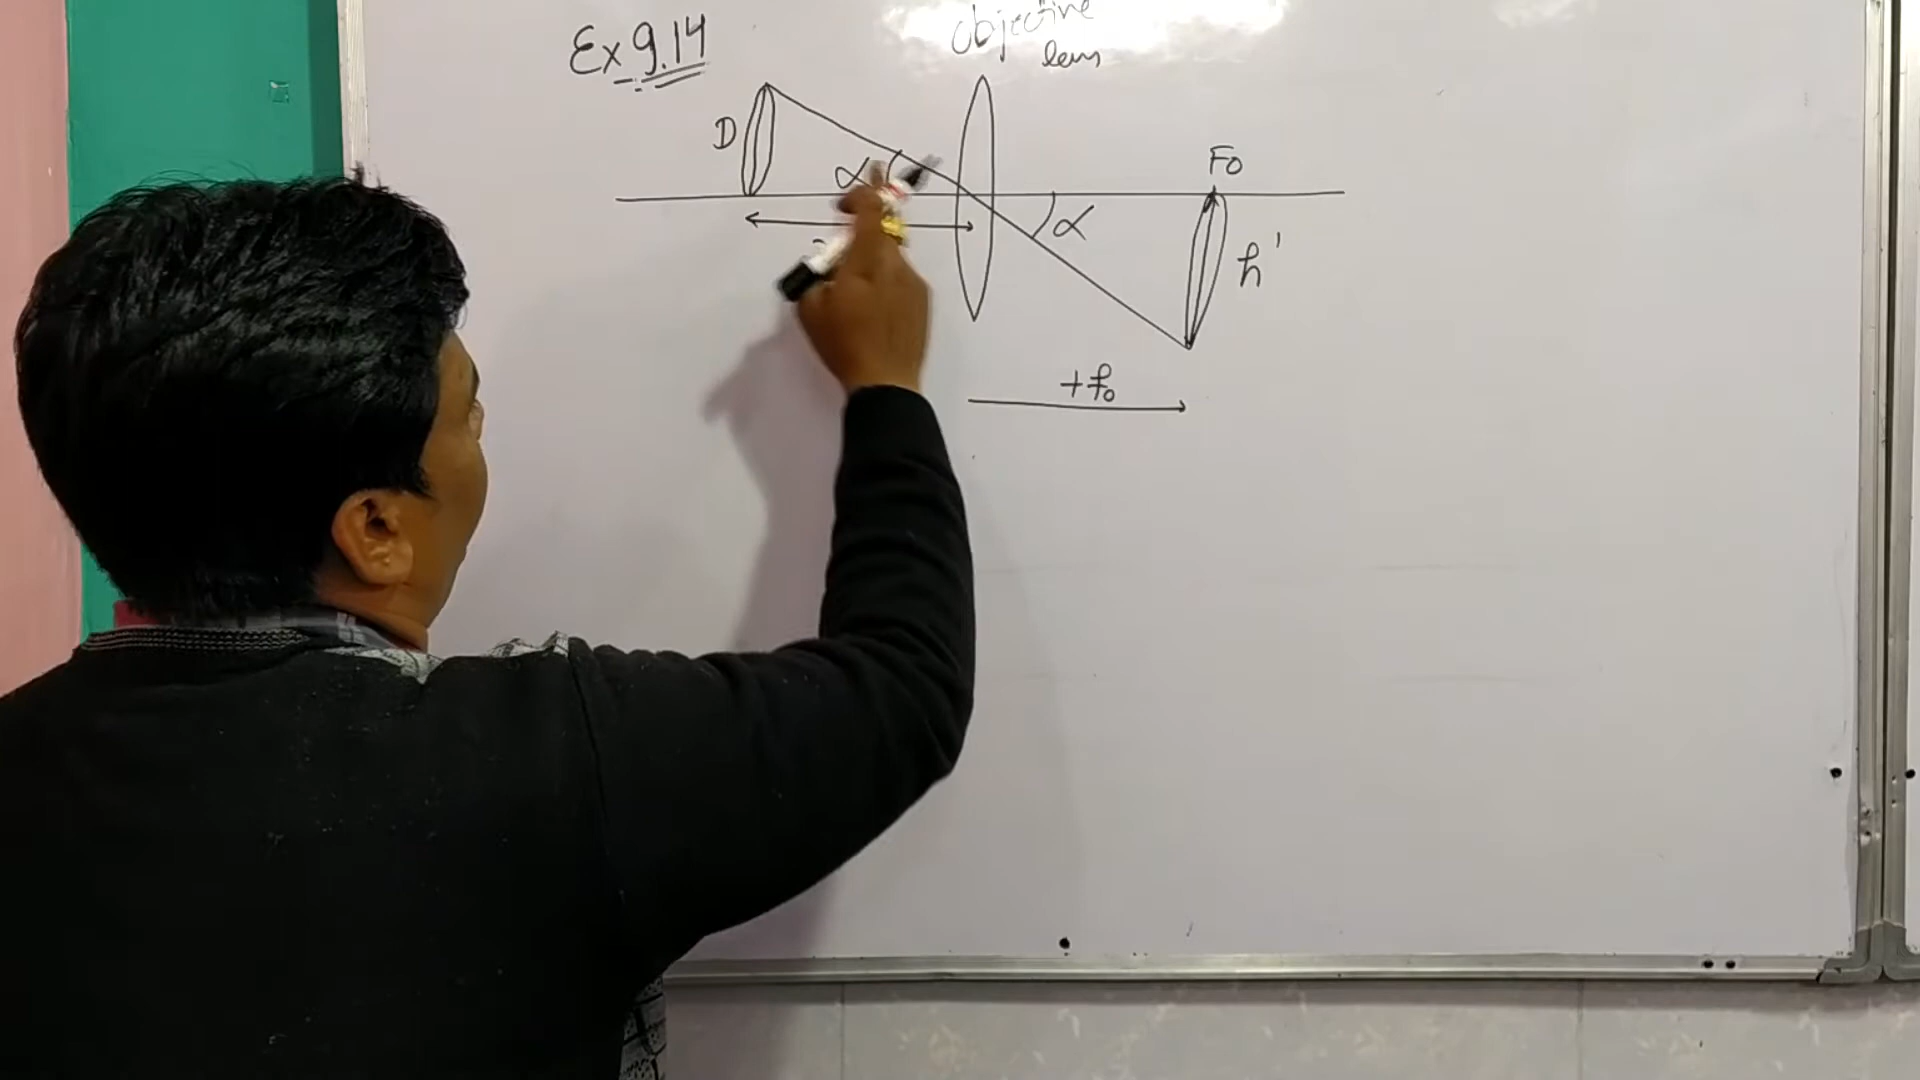 Ex 9.14
objective
lens
D
α
Fo
α
h'
+fo